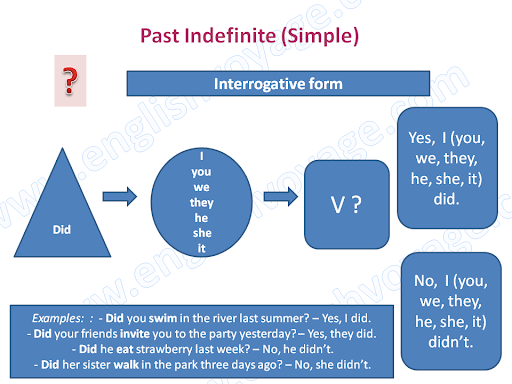 Past Indefinite (Simple)
?
Interrogative form
Did
I
you
we
they
he
she
it
V ?
Yes, I (you,
we, they,
he, she, it)
did.
No, I (you,
we, they,
he, she, it)
didn't.
Examples: : - Did you swim in the river last summer? – Yes, I did.
- Did your friends invite you to the party yesterday? – Yes, they did.
- Did he eat strawberry last week? – No, he didn't.
- Did her sister walk in the park three days ago? – No, she didn't.
www.englishvoyage.com